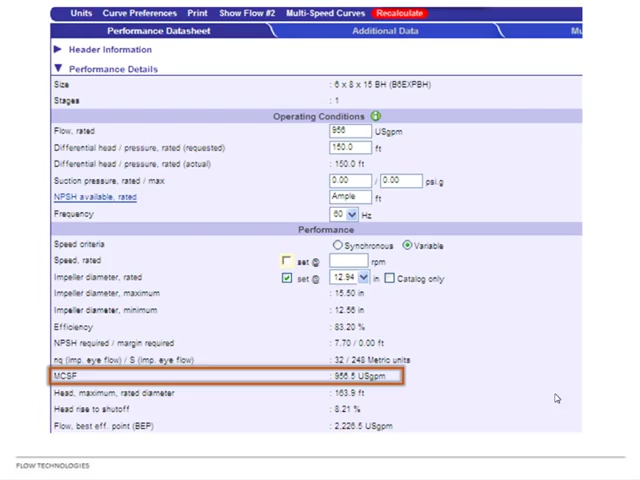 Units Curve Preferences Print Show Flow #2 Multi-Speed Curves Recalculate
Performance Datasheet Additional Data Mu
Header Information
Performance Details
Size : 6 x 8 x 15 BH (B6EXPBH)
Stages : 1
Operating Conditions
Flow, rated 956 USgpm
Differential head / pressure, rated (requested) 150.0 ft
Differential head / pressure, rated (actual) : 150.0 ft
Suction pressure, rated / max 0.00 / 0.00 psi.g
NPSH available, rated Ample ft
Frequency 60 Hz
Performance
Speed criteria Synchronous Variable
Speed, rated set @ rpm
Impeller diameter, rated set @ 12.94 in Catalog only
Impeller diameter, maximum : 15.50 in
Impeller diameter, minimum : 12.56 in
Efficiency : 83.20 %
NPSH required / margin required : 7.70 / 0.00 ft
nq (imp. eye flow) / S (imp. eye flow) : 32 / 248 Metric units
MCSF : 956.5 USgpm
Head, maximum, rated diameter : 163.9 ft
Head rise to shutoff : 8.21 %
Flow, best eff. point (BEP) : 2,226.5 USgpm
FLOW TECHNOLOGIES